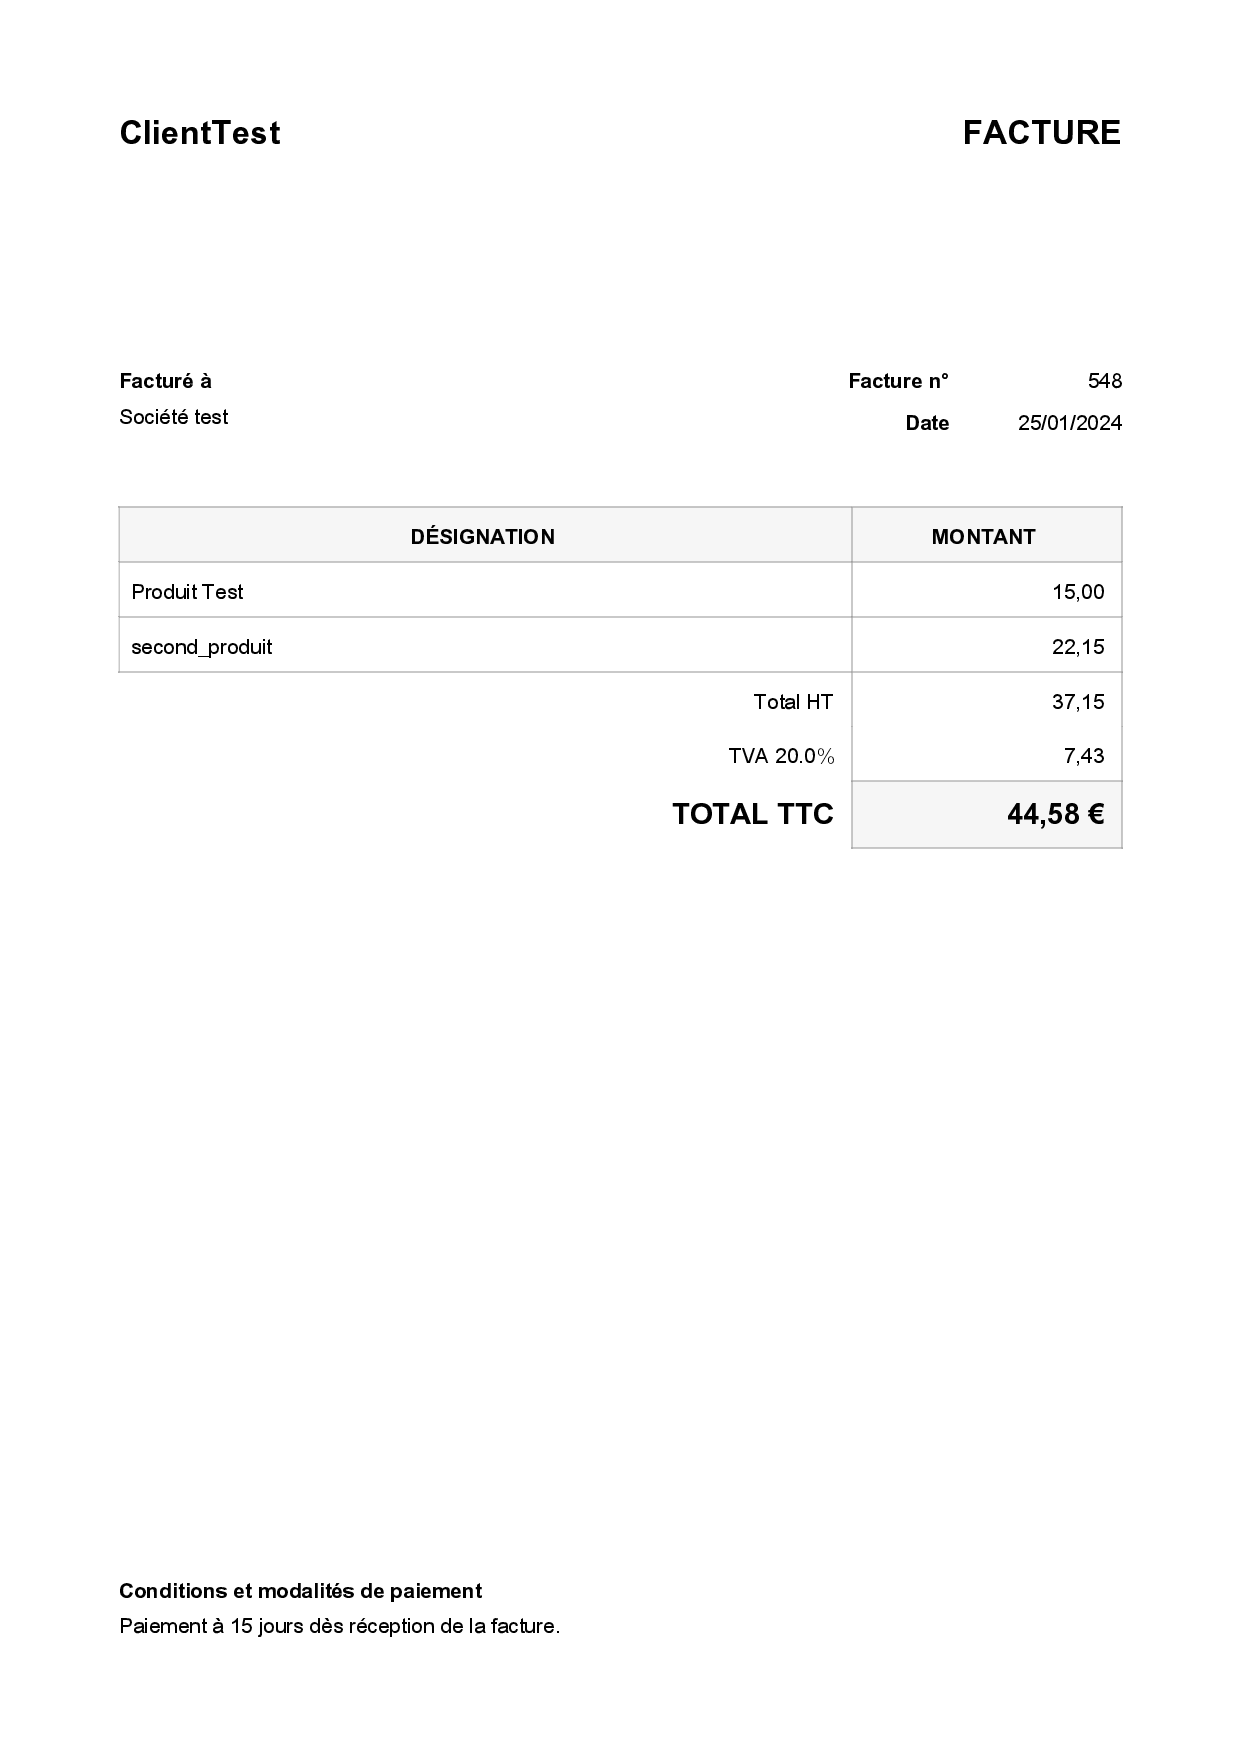 ClientTest FACTURE
Facturé à Facture n° 548
Société test
Date 25/01/2024
DÉSIGNATION MONTANT
Produit Test 15,00
second_produit 22,15
Total HT 37,15
TVA 20.0% 7,43
TOTAL TTC 44,58 €
Conditions et modalités de paiement
Paiement à 15 jours dès réception de la facture.